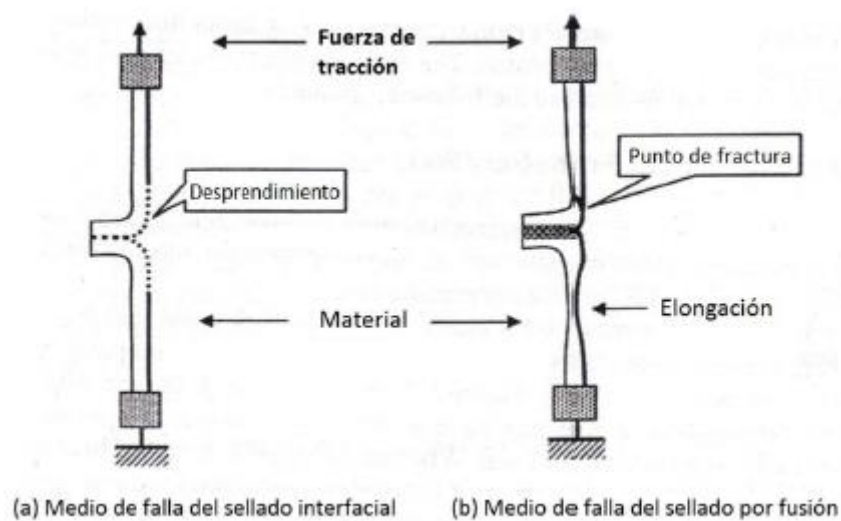 Fuerza de
tracción
Desprendimiento
Punto de fractura
Elongación
Material
(a) Medio de falla del sellado interfacial
(b) Medio de falla del sellado por fusión